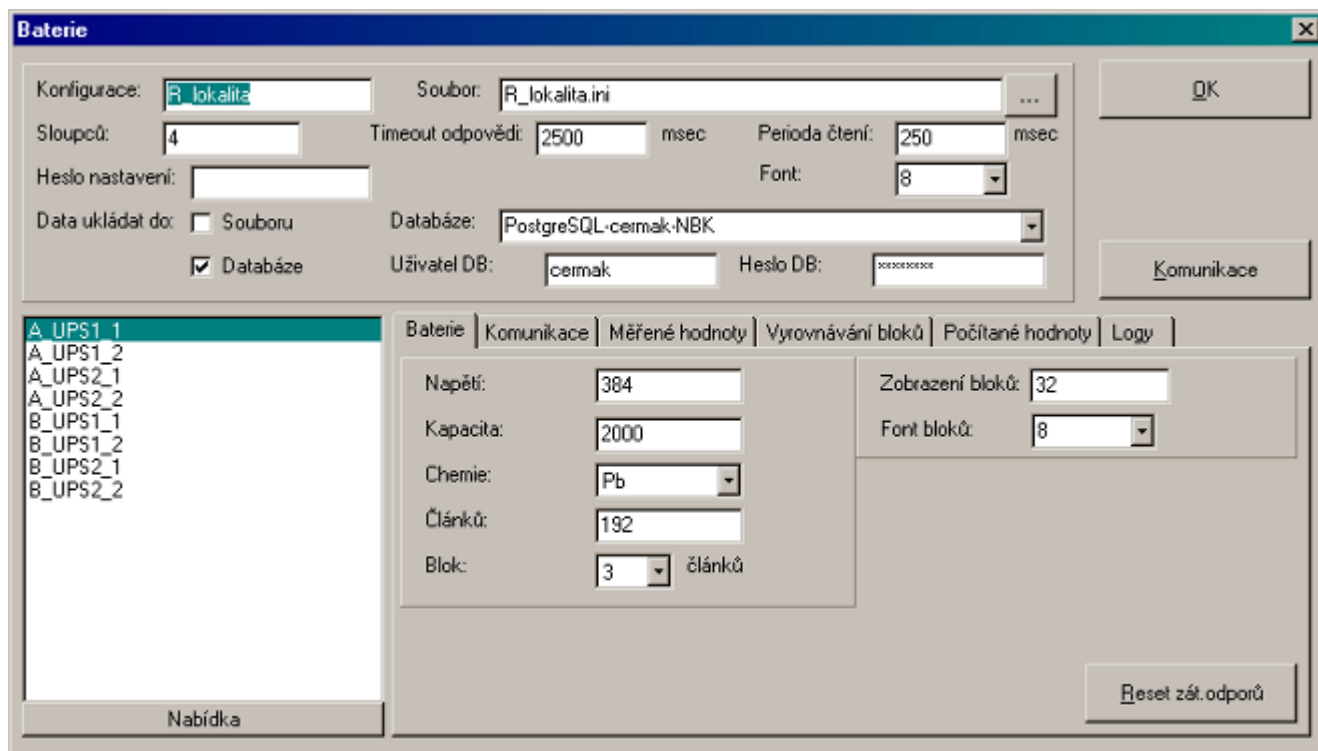 Baterie
Konfigurace: R_lokalita Soubor: R_lokalita.ini ... OK
Sloupců: 4 Timeout odpovědi: 2500 msec Perioda čtení: 250 msec
Heslo nastavení: Font: 8
Data ukládat do: Souboru Databáze: PostgreSQL-cermak-NBK
Databáze Uživatel DB: cermak Heslo DB: ******** Komunikace
A_UPS1_1
A_UPS1_2
A_UPS2_1
A_UPS2_2
B_UPS1_1
B_UPS1_2
B_UPS2_1
B_UPS2_2
Nabídka
Baterie Komunikace Měřené hodnoty Vyrovnávání bloků Počítané hodnoty Logy
Napětí: 384 Zobrazení bloků: 32
Kapacita: 2000 Font bloků: 8
Chemie: Pb
Článků: 192
Blok: 3 článků
Reset zát.odporů